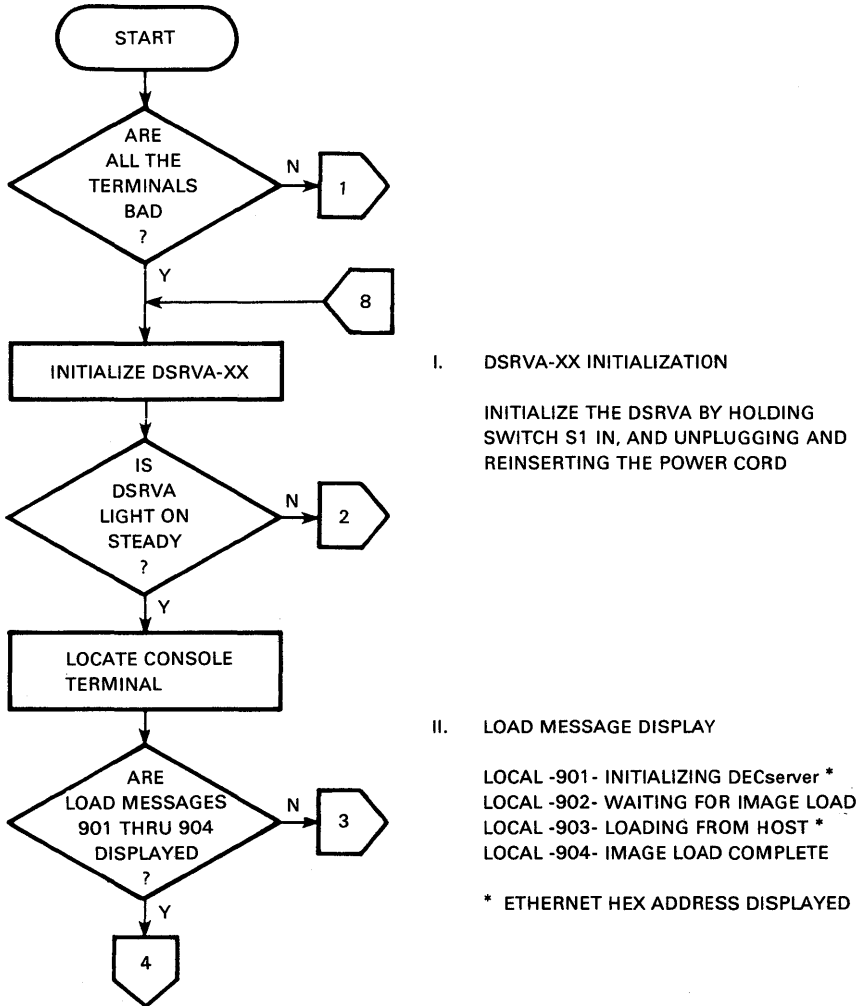 START
ARE
ALL THE
TERMINALS
BAD
?
N
1
Y
8
INITIALIZE DSRVA-XX
I. DSRVA-XX INITIALIZATION
INITIALIZE THE DSRVA BY HOLDING
SWITCH S1 IN, AND UNPLUGGING AND
REINSERTING THE POWER CORD
IS
DSRVA
LIGHT ON
STEADY
?
N
2
Y
LOCATE CONSOLE
TERMINAL
II. LOAD MESSAGE DISPLAY
ARE
LOAD MESSAGES
901 THRU 904
DISPLAYED
?
N
3
Y
4
LOCAL -901- INITIALIZING DECserver *
LOCAL -902- WAITING FOR IMAGE LOAD
LOCAL -903- LOADING FROM HOST *
LOCAL -904- IMAGE LOAD COMPLETE
* ETHERNET HEX ADDRESS DISPLAYED